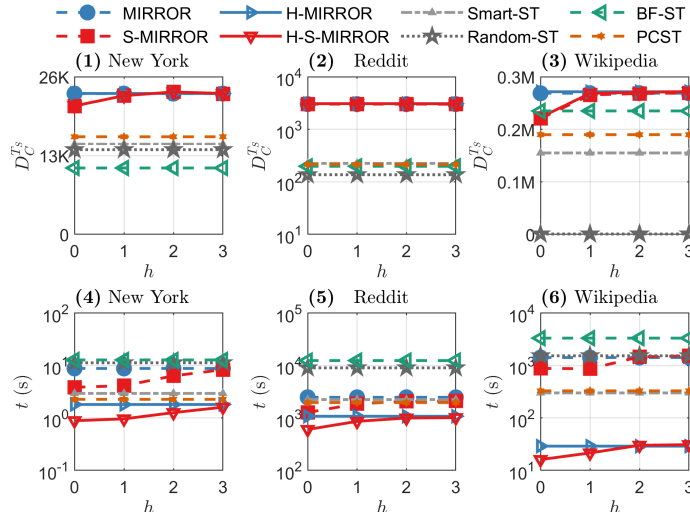 MIRROR H-MIRROR Smart-ST BF-ST
S-MIRROR H-S-MIRROR Random-ST PCST
(1) New York (2) Reddit (3) Wikipedia
26K 10^4 0.3M
10^3 0.2M
13K
10^2 0.1M
0 10^1 0
D_C^{T_S} D_C^{T_S} D_C^{T_S}
0 1 2 3 0 1 2 3 0 1 2 3
h h h
(4) New York (5) Reddit (6) Wikipedia
10^2 10^5 10^4
10^1 10^4 10^3
10^0 10^3 10^2
10^-1 10^2 10^1
t (s) t (s) t (s)
0 1 2 3 0 1 2 3 0 1 2 3
h h h